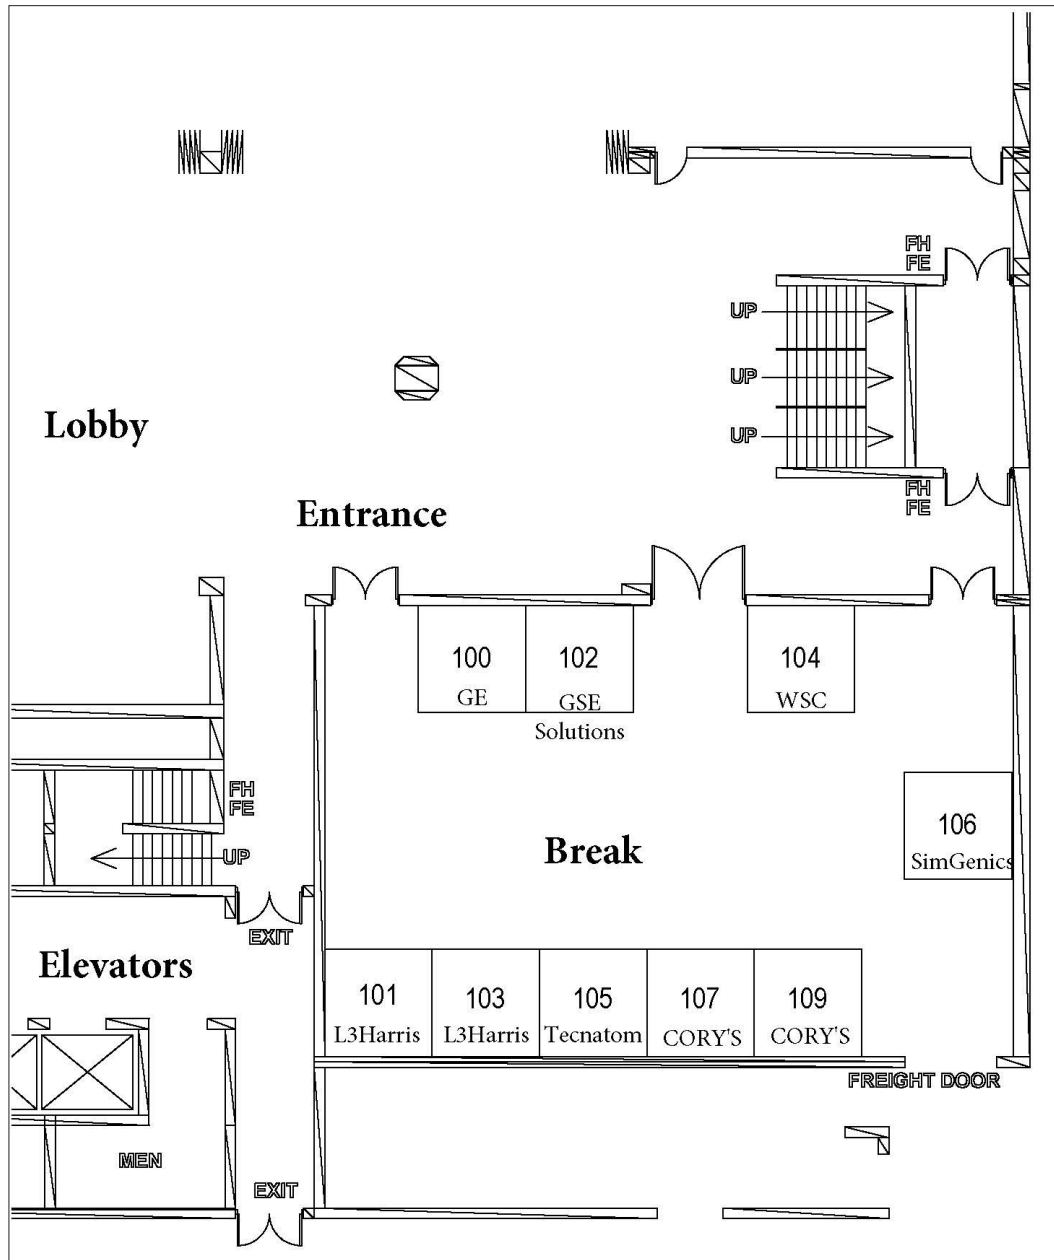 FH
FE
UP
UP
UP
Lobby
FH
FE
Entrance
100
GE
102
GSE
Solutions
104
WSC
FH
FE
UP
106
SimGenics
Break
EXIT
Elevators
101
L3Harris
103
L3Harris
105
Tecnatom
107
CORY'S
109
CORY'S
FREIGHT DOOR
MEN
EXIT